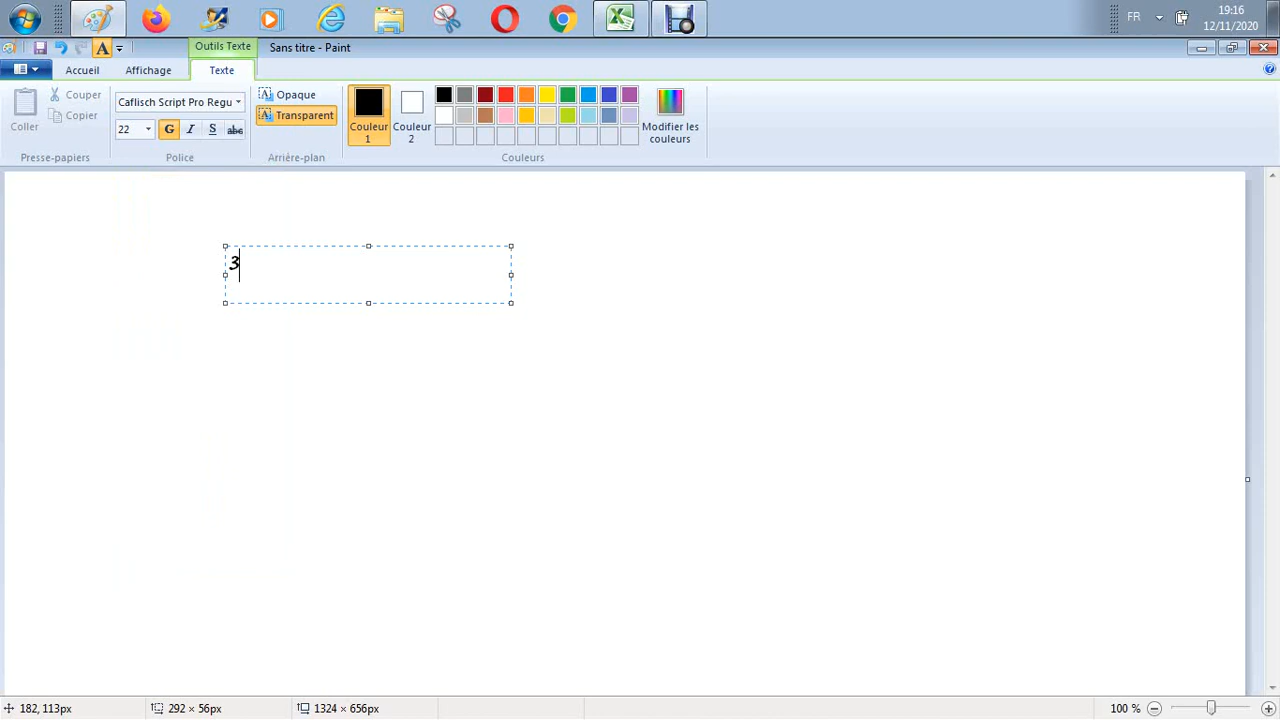 FR
19:16
12/11/2020
Outils Texte
Sans titre - Paint
Accueil
Affichage
Texte
Coller
Couper
Copier
Presse-papiers
Caflisch Script Pro Regu
22
G
I
S
abc
Police
Opaque
Transparent
Arrière-plan
Couleur 1
Couleur 2
Couleurs
Modifier les couleurs
3
182, 113px
292 × 56px
1324 × 656px
100 %